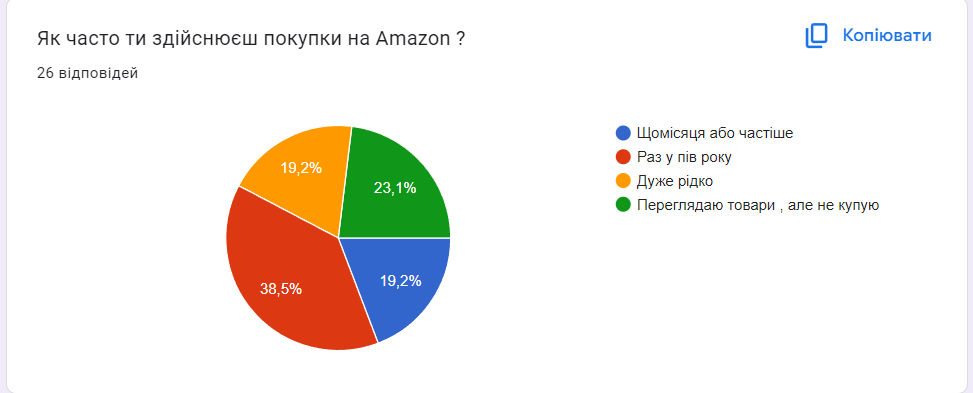 Як часто ти здійснюєш покупки на Amazon ?
Копіювати
26 відповідей
19,2%
23,1%
38,5%
19,2%
Щомісяця або частіше
Раз у пів року
Дуже рідко
Переглядаю товари , але не купую